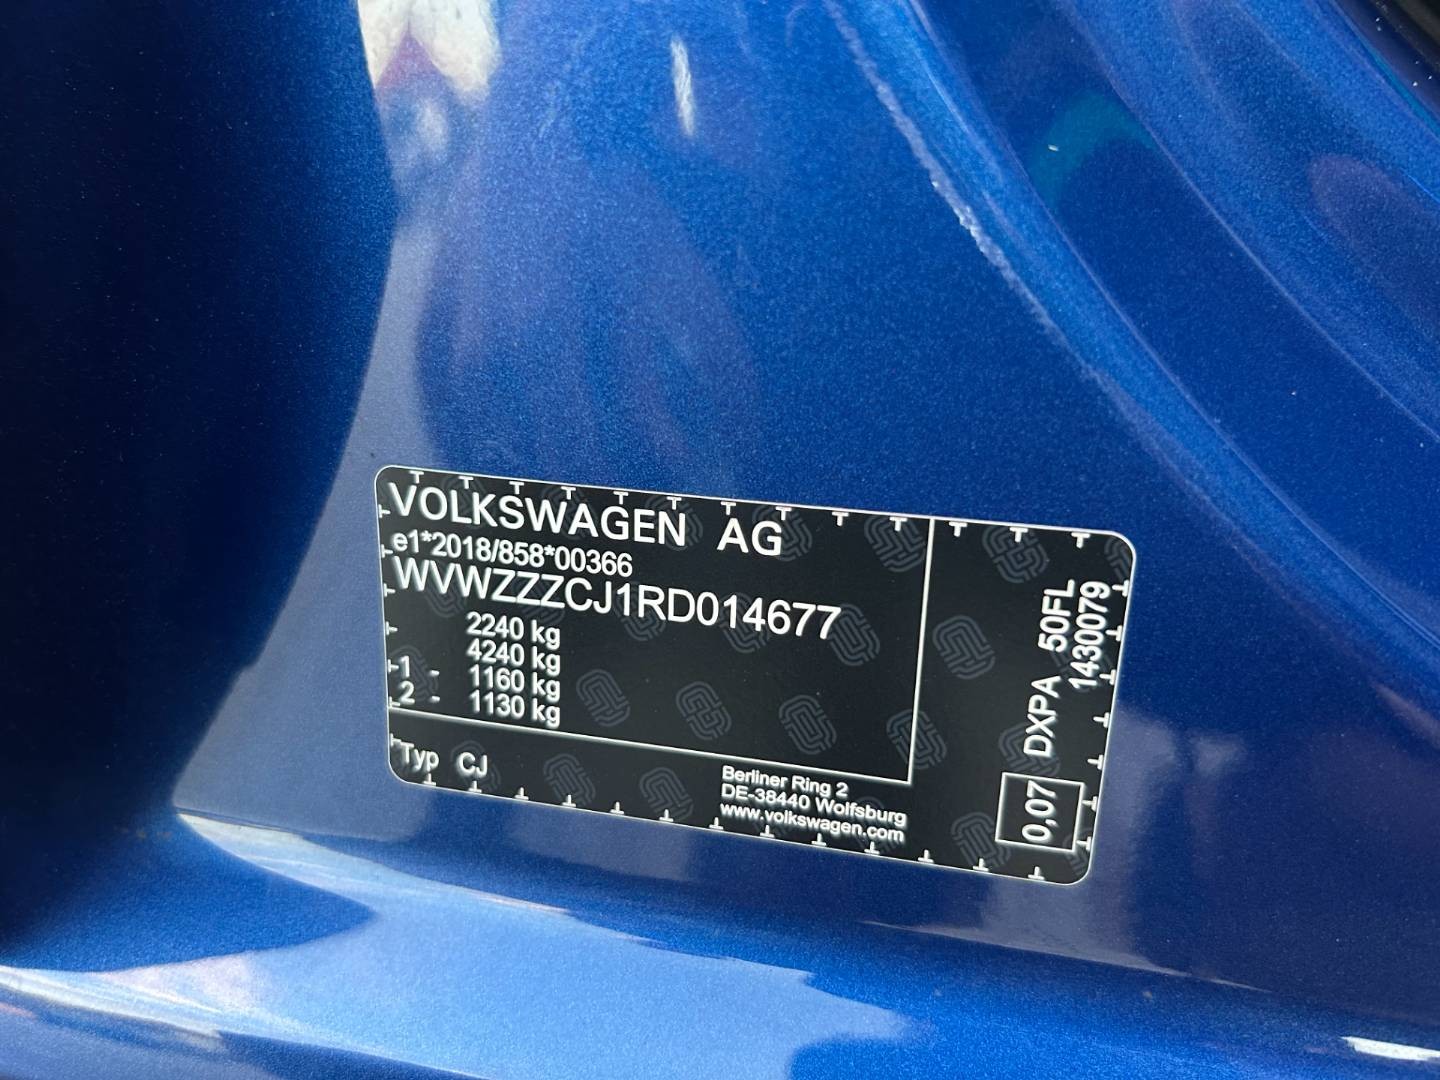 VOLKSWAGEN AG
e1*2018/858*00366
WVWZZZCJ1RD014677
2240 kg
4240 kg
1 - 1160 kg
2 - 1130 kg
Typ CJ
Berliner Ring 2
DE-38440 Wolfsburg
www.volkswagen.com
0,07 DXPA 50FL
1430079